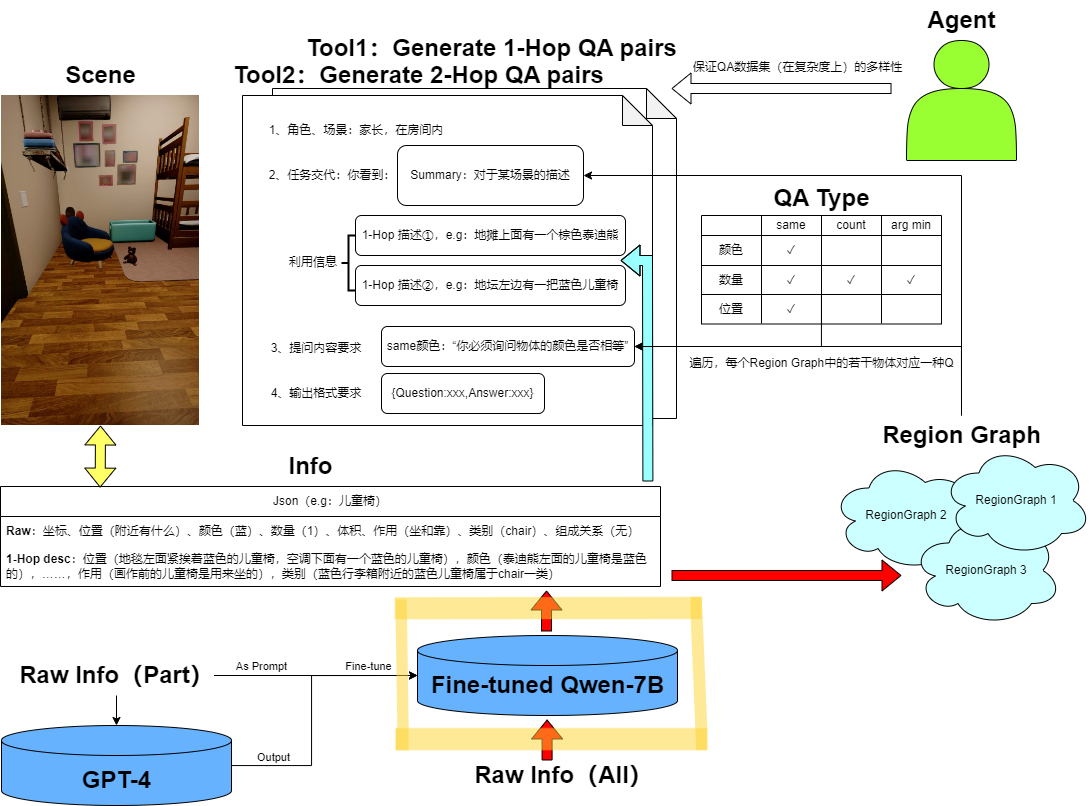 Agent
Tool1：Generate 1-Hop QA pairs
Scene
Tool2：Generate 2-Hop QA pairs
保证QA数据集（在复杂度上）的多样性
1、角色、场景：家长，在房间内
2、任务交代：你看到：
Summary：对于某场景的描述
利用信息
1-Hop 描述①，e.g：地摊上面有一个棕色泰迪熊
1-Hop 描述②，e.g：地坛左边有一把蓝色儿童椅
3、提问内容要求
same颜色：“你必须询问物体的颜色是否相等”
4、输出格式要求
{Question:xxx,Answer:xxx}
QA Type
same count arg min
颜色 ✓
数量 ✓ ✓ ✓
位置 ✓
遍历，每个Region Graph中的若干物体对应一种Q
Region Graph
RegionGraph 1
RegionGraph 2
RegionGraph 3
Info
Json（e.g：儿童椅）
Raw：坐标、位置（附近有什么）、颜色（蓝）、数量（1）、体积、作用（坐和靠）、类别（chair）、组成关系（无）
1-Hop desc：位置（地毯左面紧挨着蓝色的儿童椅，空调下面有一个蓝色的儿童椅），颜色（泰迪熊左面的儿童椅是蓝色
的），……，作用（画作前的儿童椅是用来坐的），类别（蓝色行李箱附近的蓝色儿童椅属于chair一类）
Raw Info（Part）
As Prompt
Fine-tune
Fine-tuned Qwen-7B
Output
GPT-4
Raw Info（All）